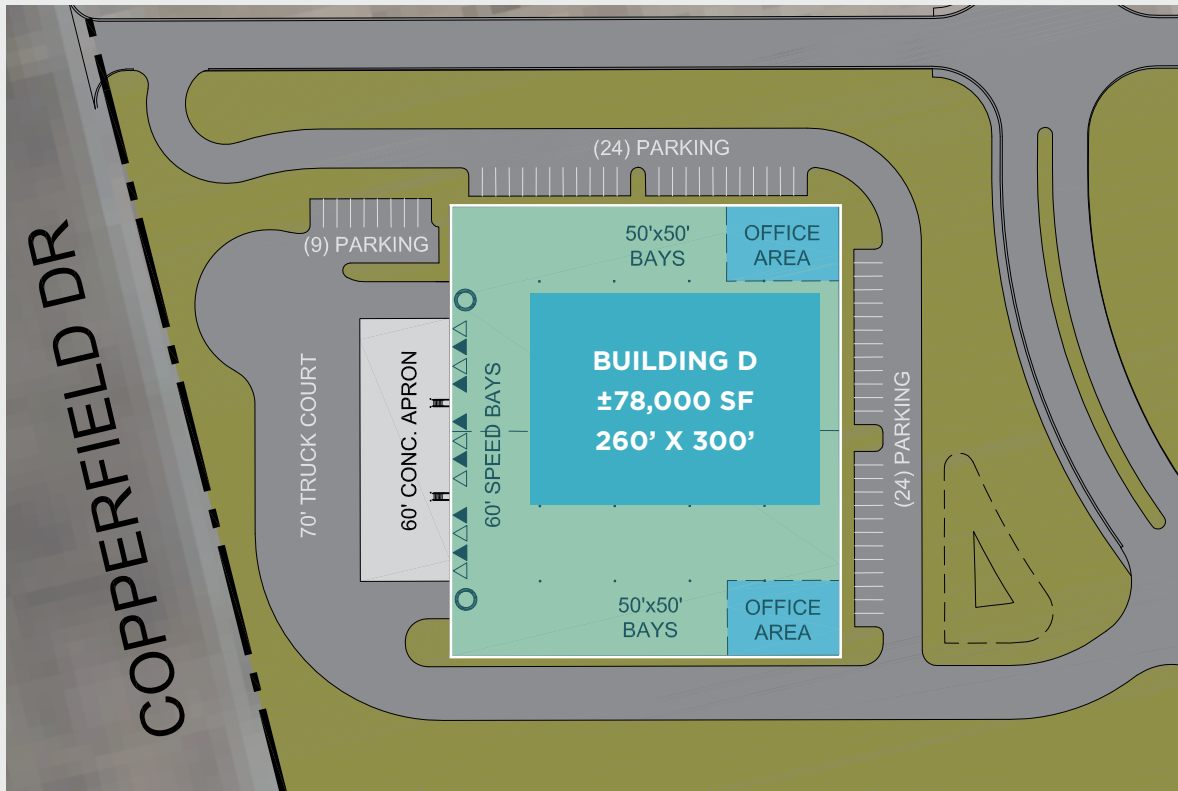 (24) PARKING
(9) PARKING
50'x50'
BAYS
OFFICE
AREA
COPPERFIELD DR
70' TRUCK COURT
60' CONC. APRON
60' SPEED BAYS
BUILDING D
±78,000 SF
260’ X 300’
(24) PARKING
50'x50'
BAYS
OFFICE
AREA